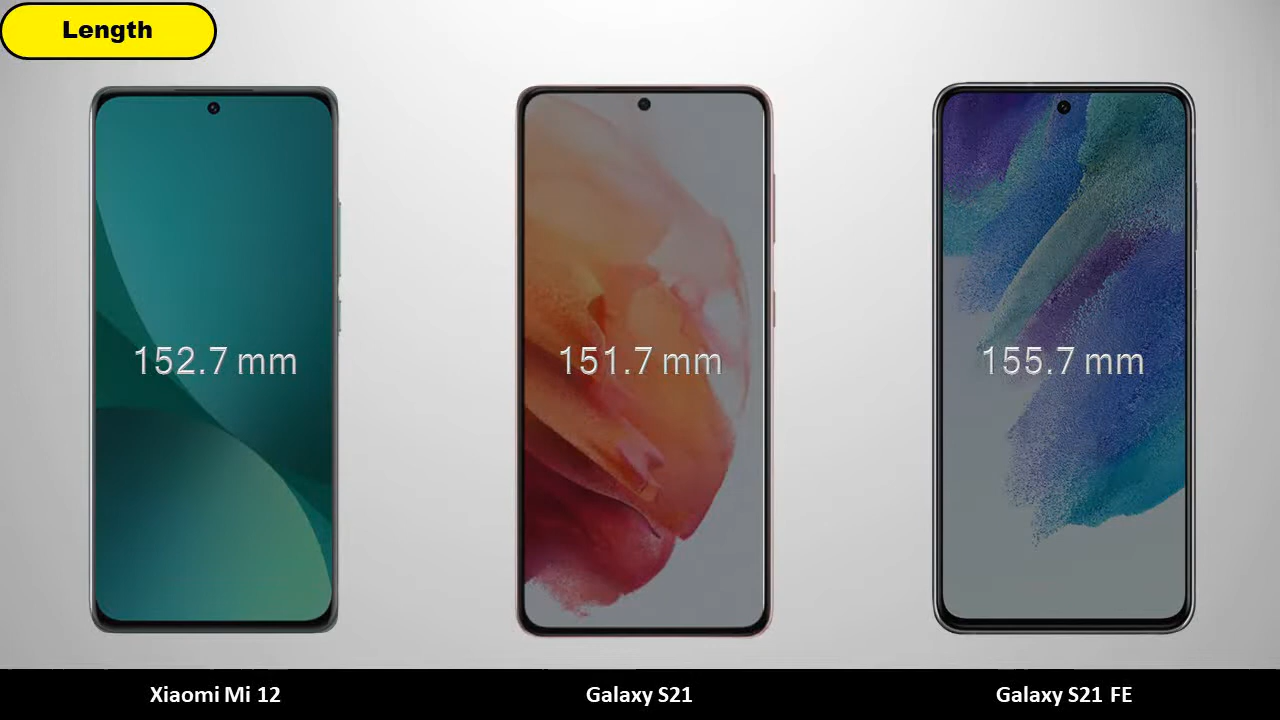 Length
152.7 mm
151.7 mm
155.7 mm
Xiaomi Mi 12
Galaxy S21
Galaxy S21 FE